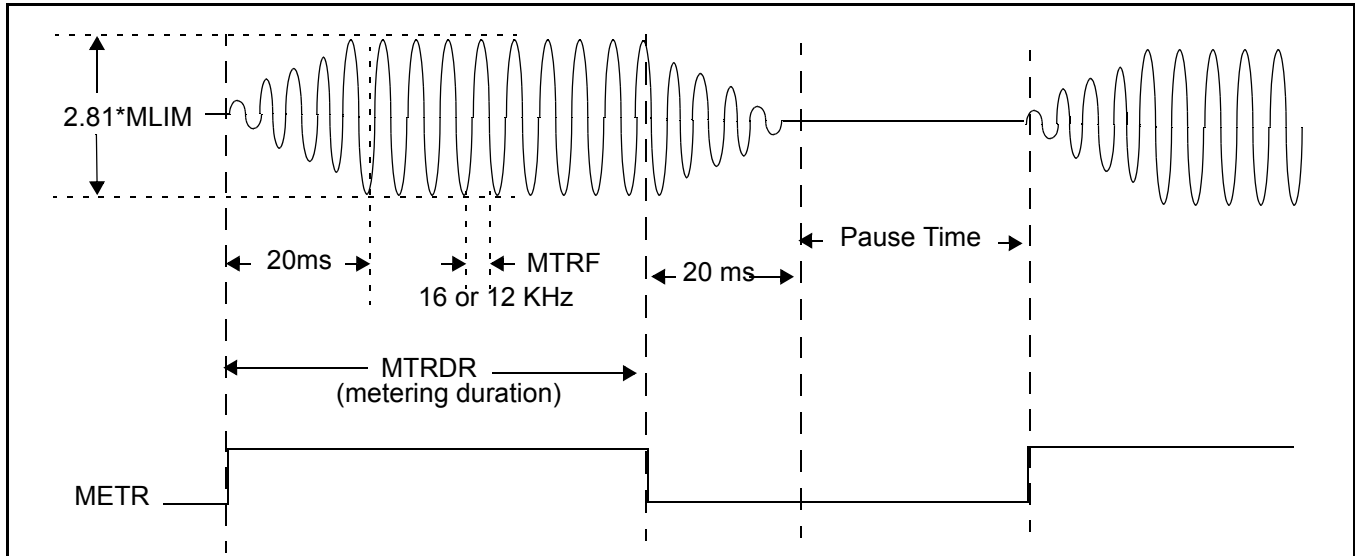 2.81*MLIM
Pause Time
20ms
MTRF
20 ms
16 or 12 KHz
MTRDR
(metering duration)
METR